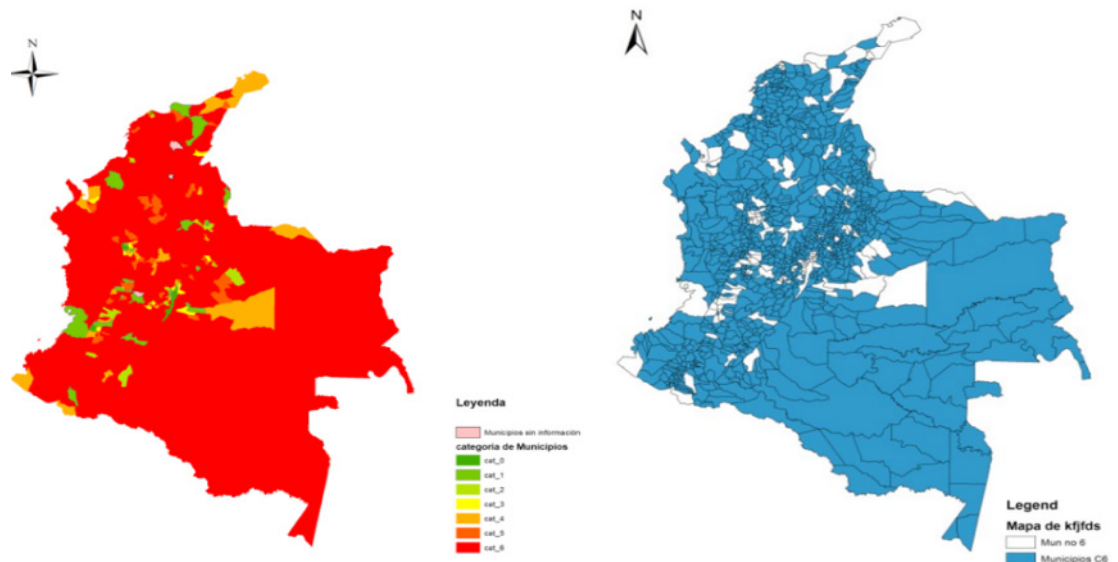 N
Leyenda
Municipios sin información
categoria de Municipios
cat_0
cat_1
cat_2
cat_3
cat_4
cat_5
cat_6
N
Legend
Mapa de kfjfds
Mun no 6
Municipios C6